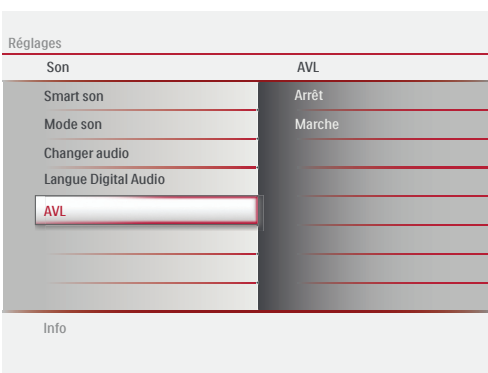 Réglages
Son AVL
Smart son Arrêt
Mode son Marche
Changer audio
Langue Digital Audio
AVL
Info